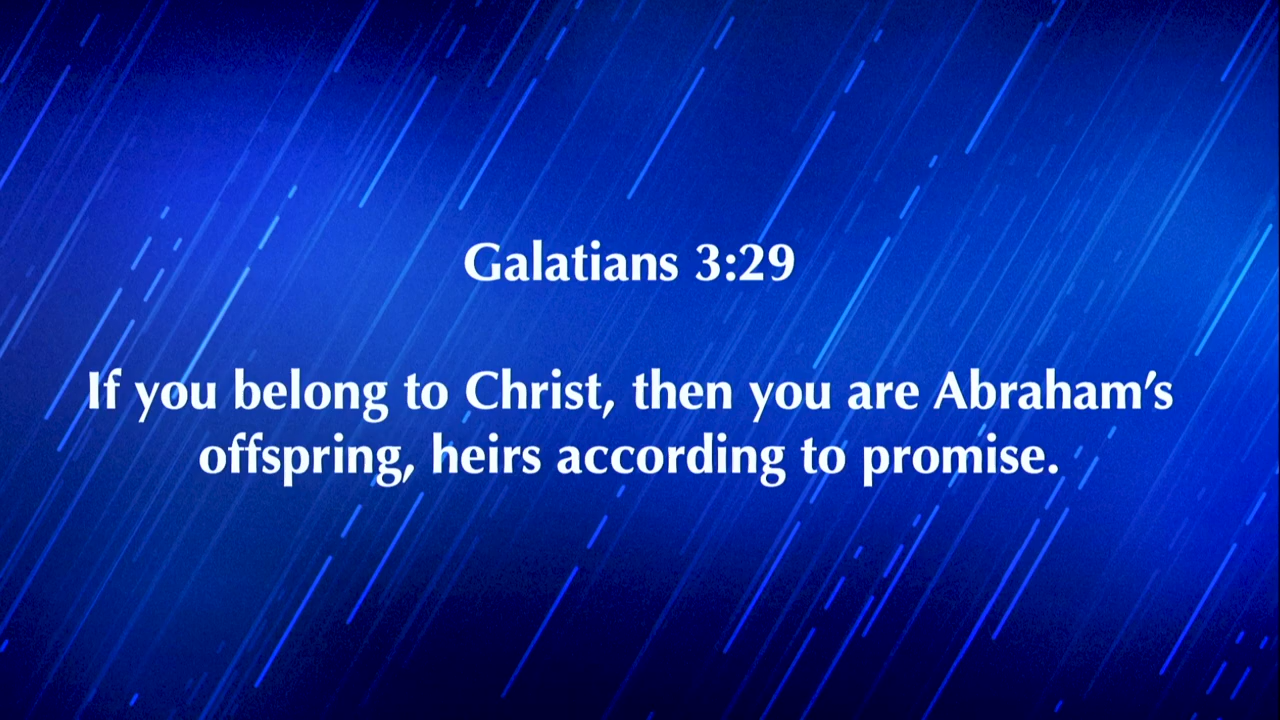 Galatians 3:29
If you belong to Christ, then you are Abraham’s
offspring, heirs according to promise.